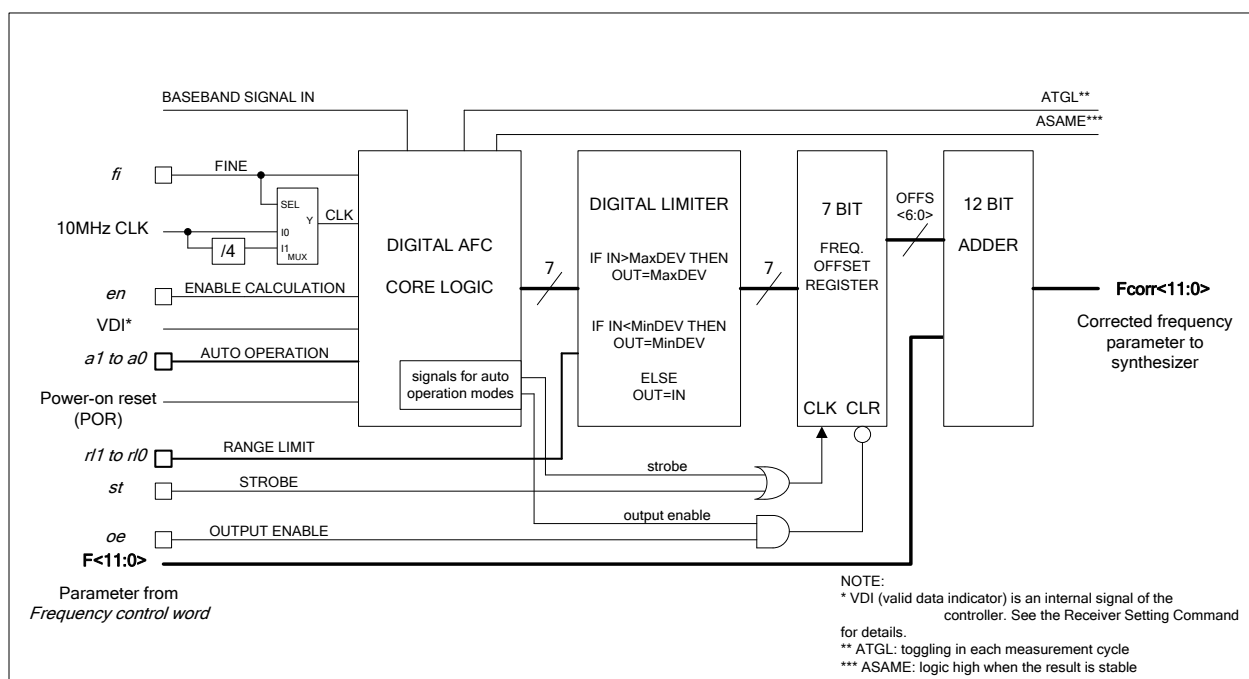 BASEBAND SIGNAL IN
ATGL**
ASAME***
fi
FINE
SEL
Y
I0
I1
MUX
CLK
10MHz CLK
/4
en
ENABLE CALCULATION
VDI*
a1 to a0
AUTO OPERATION
Power-on reset
(POR)
rl1 to rl0
RANGE LIMIT
st
STROBE
oe
OUTPUT ENABLE
F<11:0>
Parameter from
Frequency control word
DIGITAL AFC
CORE LOGIC
signals for auto
operation modes
7
DIGITAL LIMITER
IF IN>MaxDEV THEN
OUT=MaxDEV
IF IN<MinDEV THEN
OUT=MinDEV
ELSE
OUT=IN
7
7 BIT
FREQ.
OFFSET
REGISTER
CLK CLR
strobe
output enable
OFFS
<6:0>
12 BIT
ADDER
Fcorr<11:0>
Corrected frequency
parameter to
synthesizer
NOTE:
* VDI (valid data indicator) is an internal signal of the
controller. See the Receiver Setting Command
for details.
** ATGL: toggling in each measurement cycle
*** ASAME: logic high when the result is stable